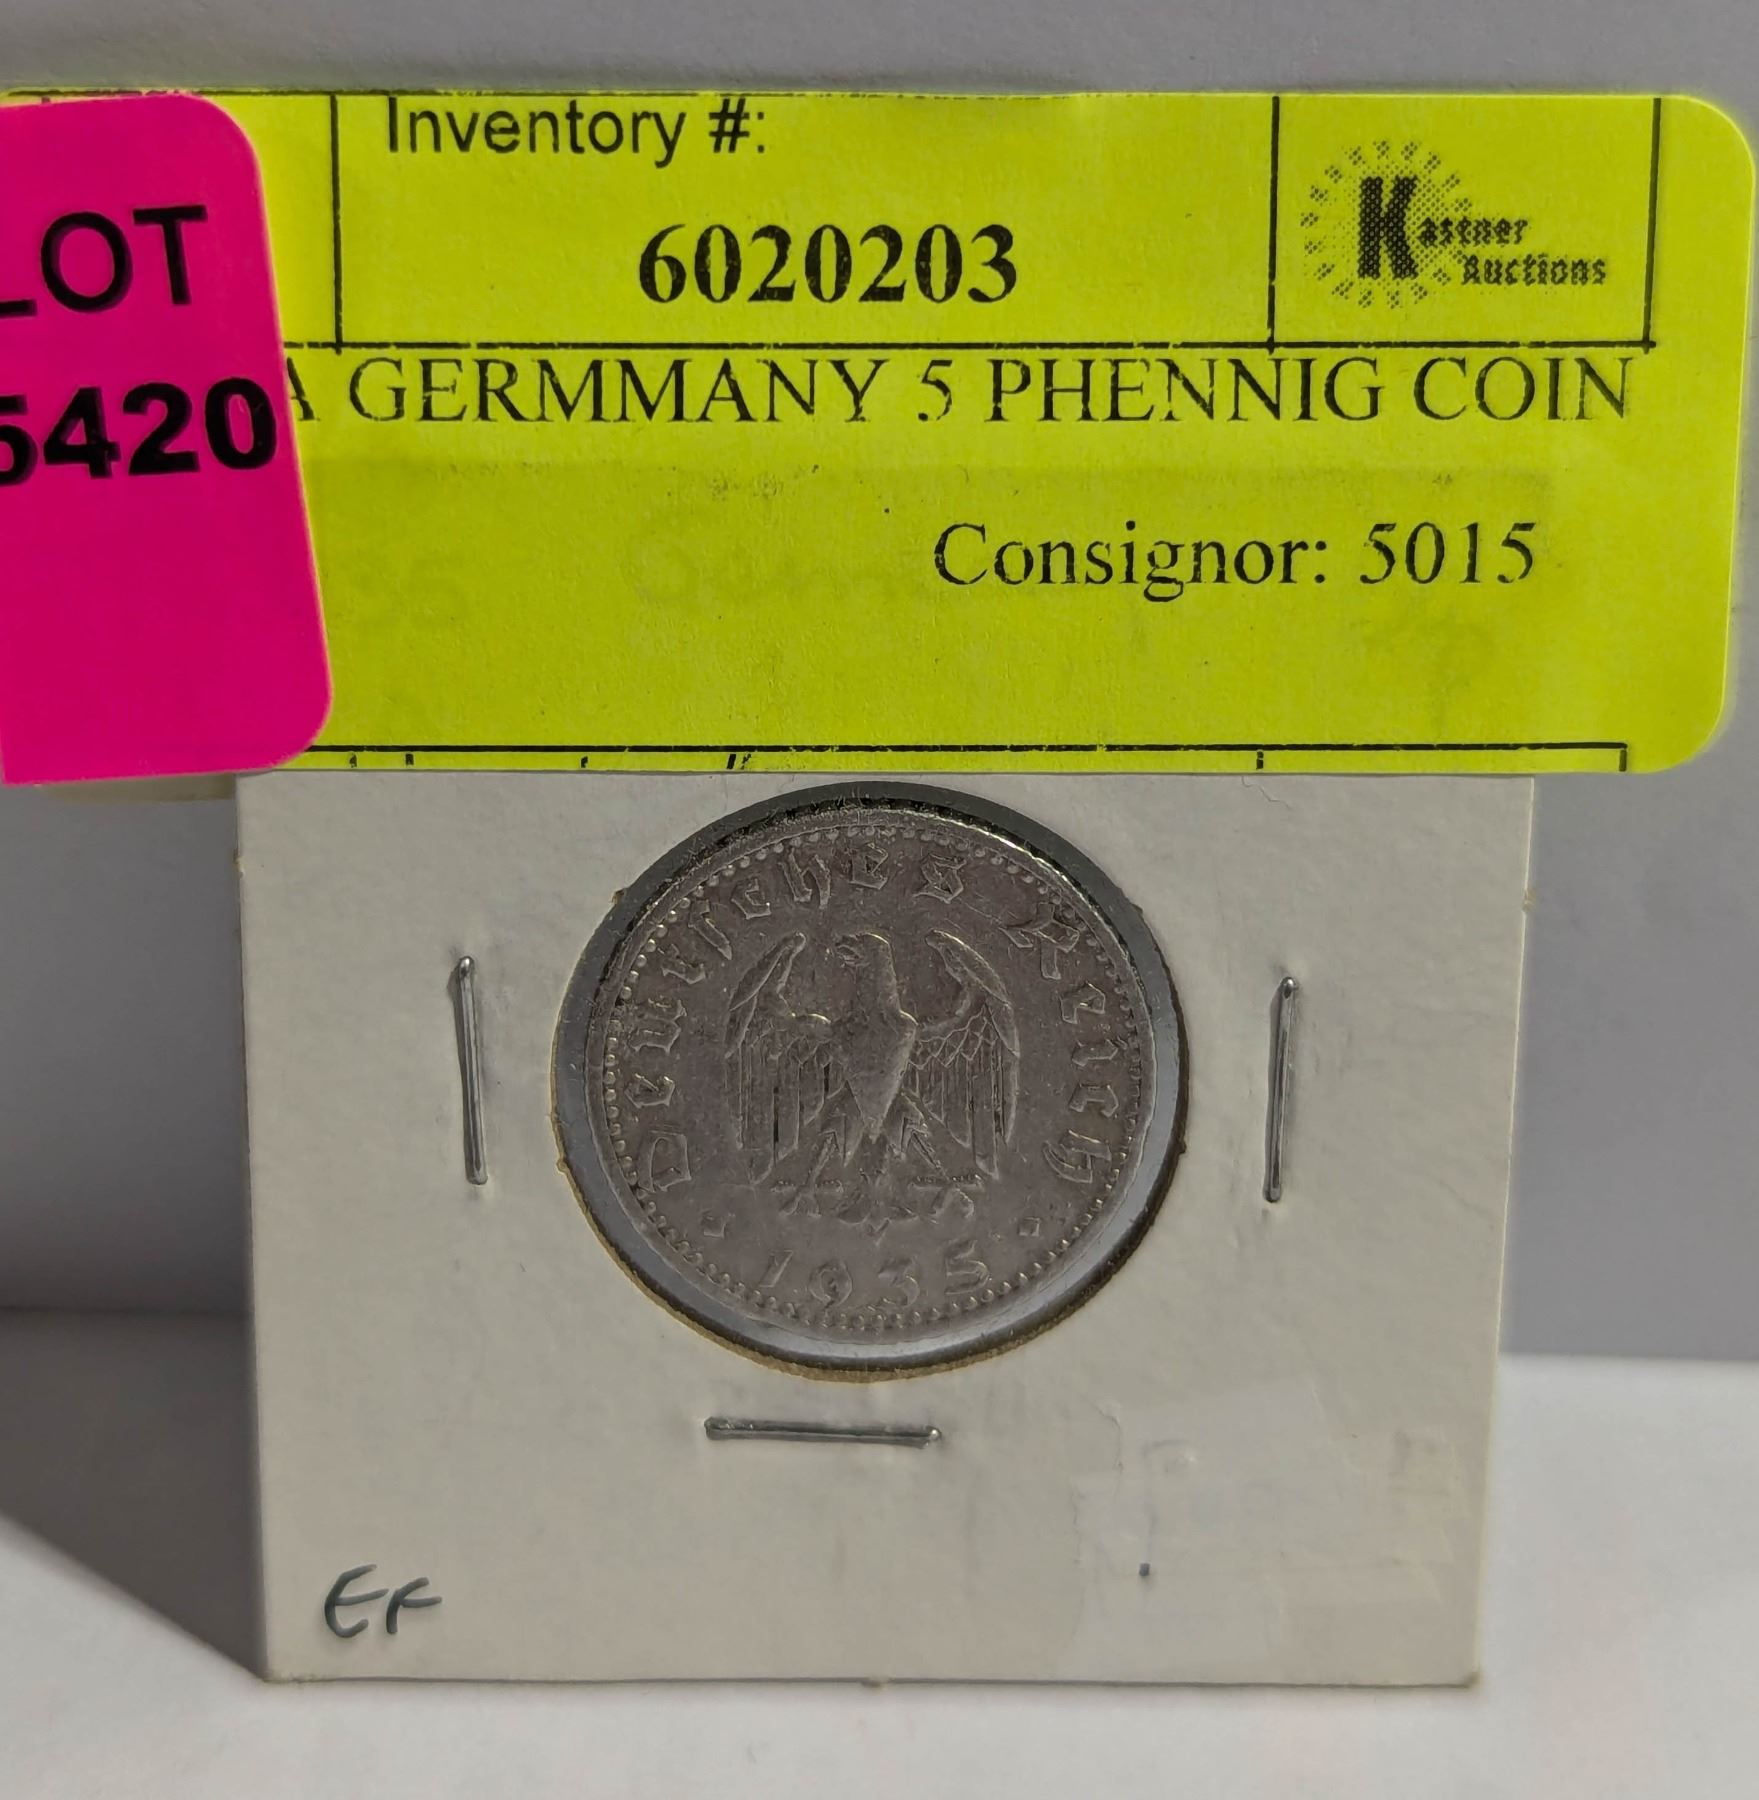 LOT
5420
Inventory #:
6020203
Kastner
Auctions
A GERMMANY 5 PHENNIG COIN
Consignor: 5015
Deutsches Reich
1935
EF